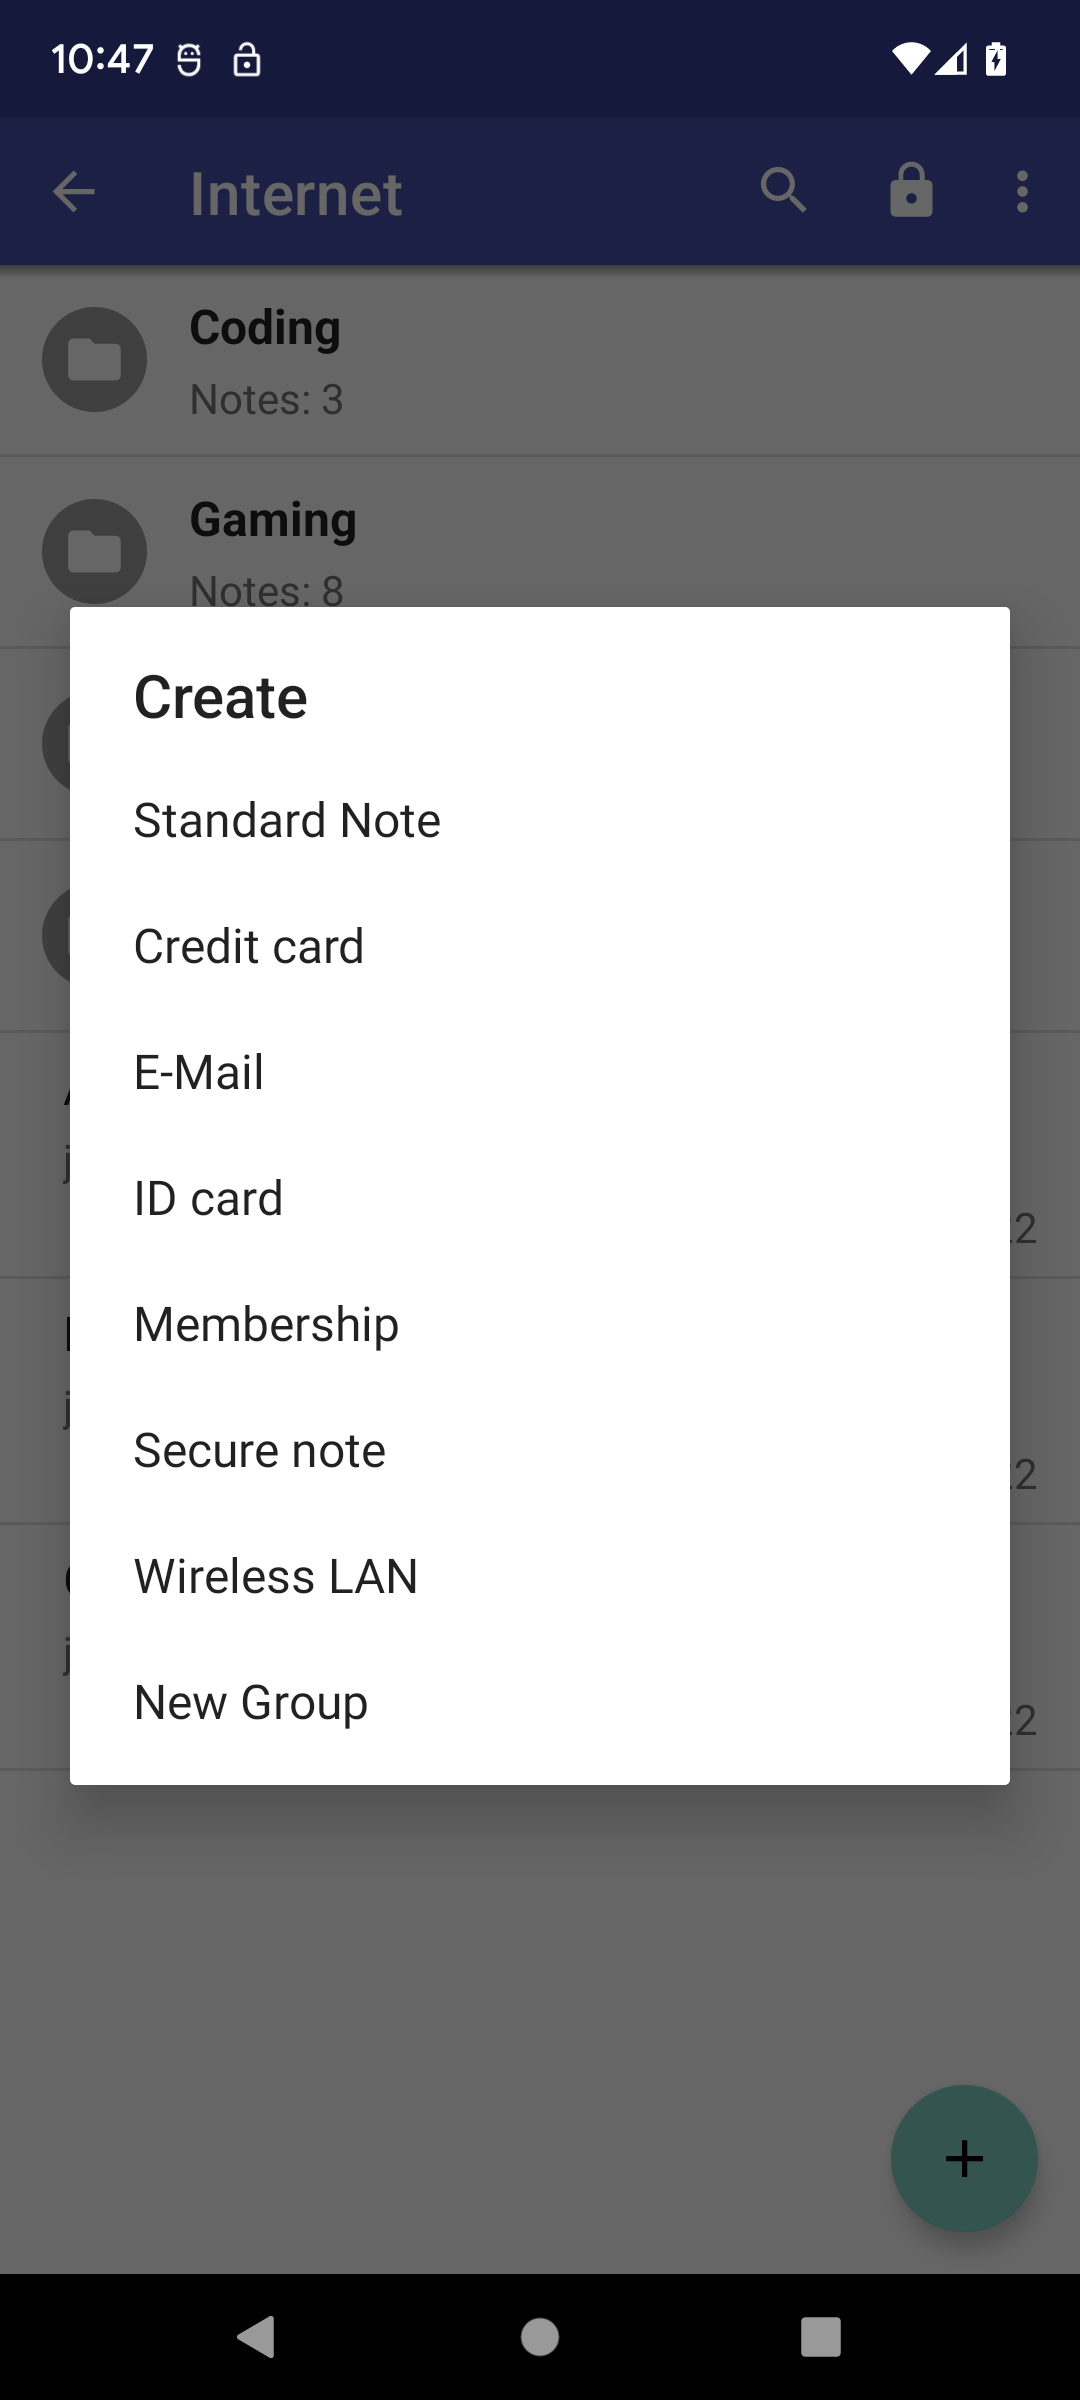 10:47
Internet
Coding
Notes: 3
Gaming
Notes: 8
Create
Standard Note
Credit card
E-Mail
ID card
Membership
Secure note
Wireless LAN
New Group